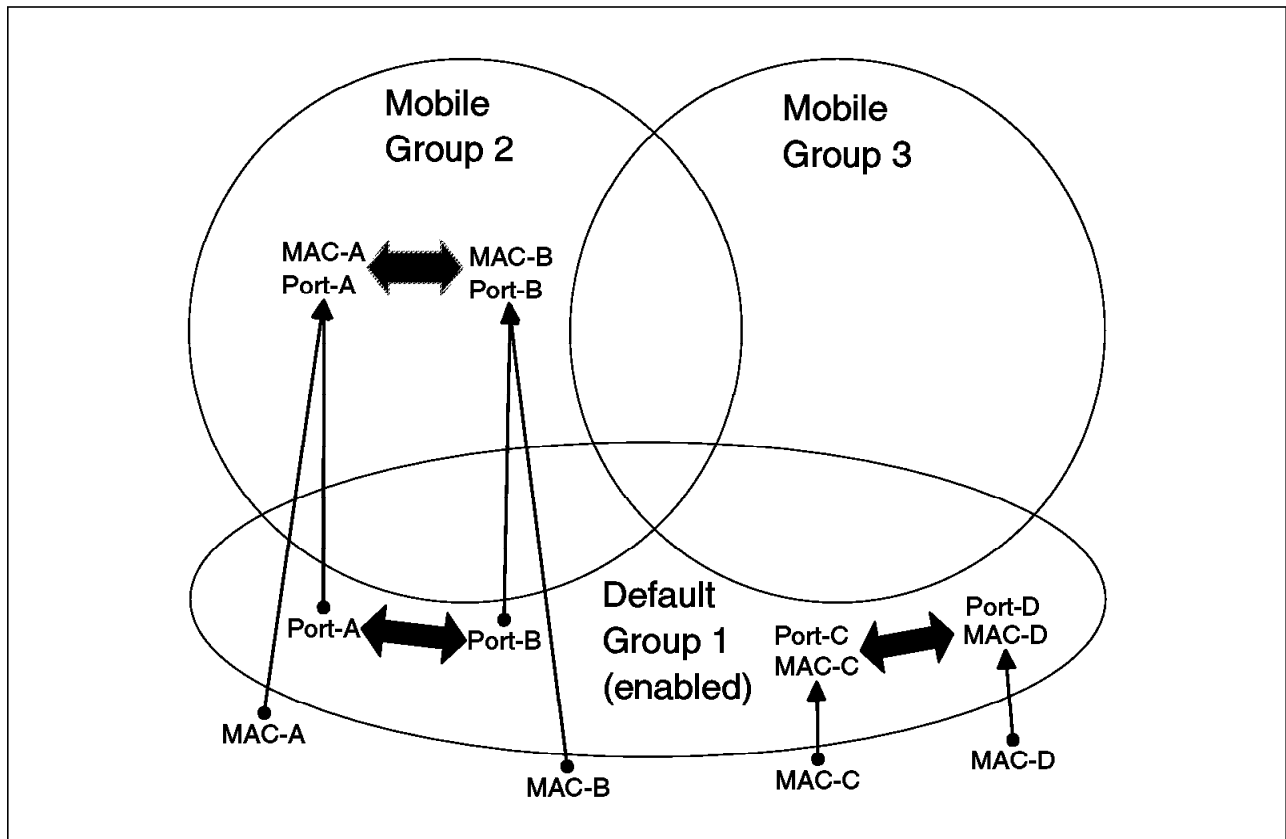 Mobile
Group 2
Mobile
Group 3
MAC-A
Port-A
MAC-B
Port-B
Default
Group 1
(enabled)
Port-A
Port-B
Port-C
MAC-C
Port-D
MAC-D
MAC-A
MAC-B
MAC-C
MAC-D